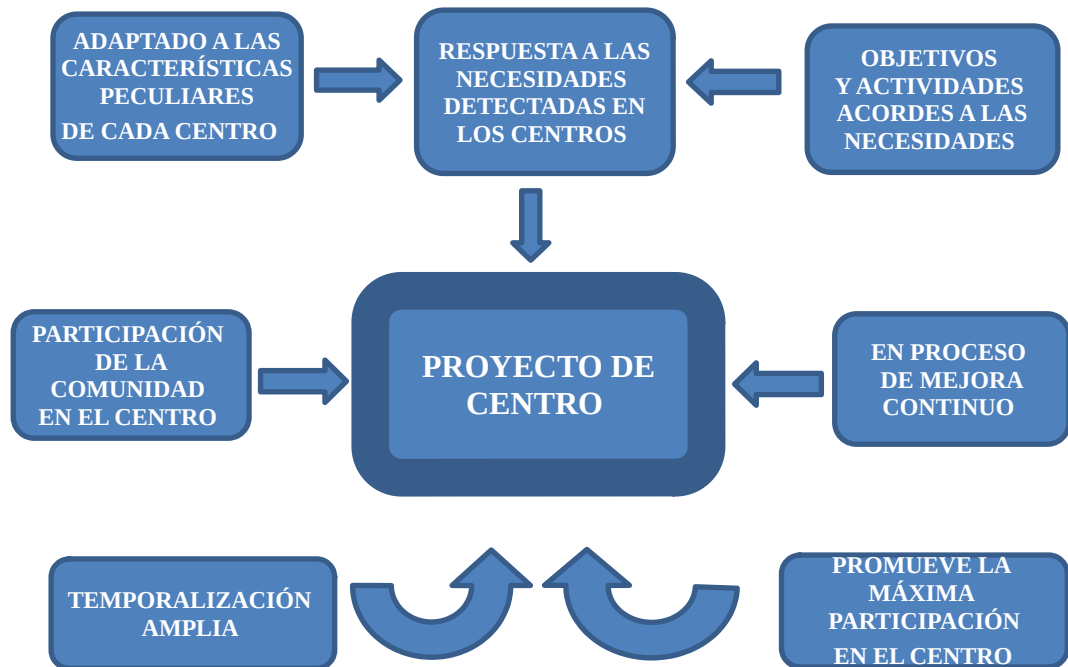 ADAPTADO A LAS
CARACTERÍSTICAS
PECULIARES
DE CADA CENTRO
RESPUESTA A LAS
NECESIDADES
DETECTADAS EN
LOS CENTROS
OBJETIVOS
Y ACTIVIDADES
ACORDES A LAS
NECESIDADES
PARTICIPACIÓN
DE LA
COMUNIDAD
EN EL CENTRO
PROYECTO DE
CENTRO
EN PROCESO
DE MEJORA
CONTINUO
TEMPORALIZACIÓN
AMPLIA
PROMUEVE LA
MÁXIMA
PARTICIPACIÓN
EN EL CENTRO